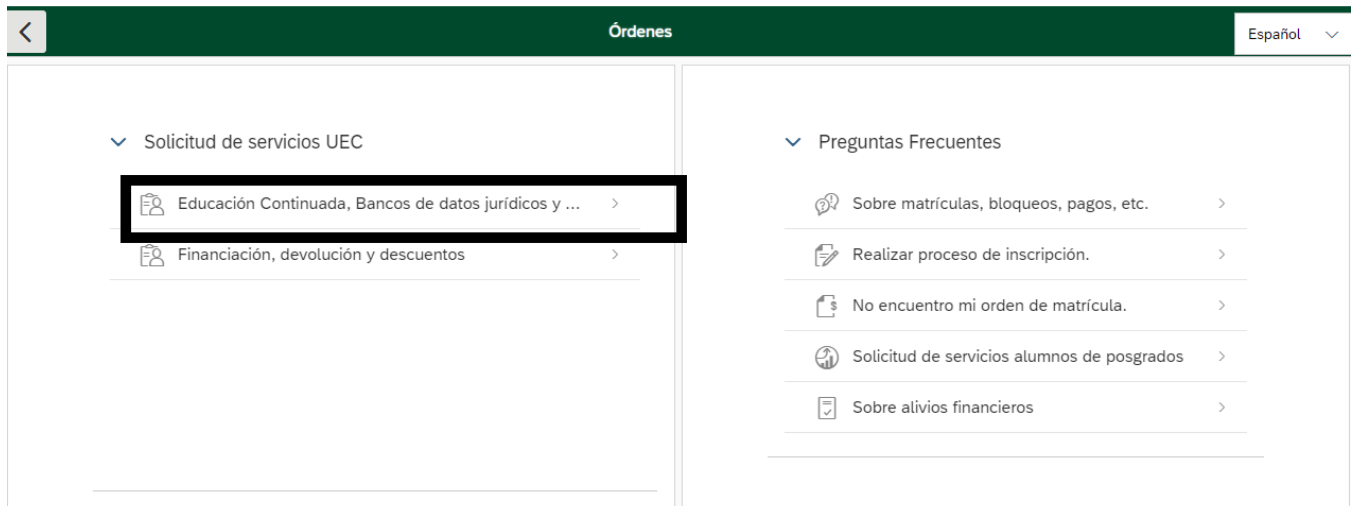 Órdenes
Español
Solicitud de servicios UEC
Educación Continuada, Bancos de datos jurídicos y ...
Financiación, devolución y descuentos
Preguntas Frecuentes
Sobre matrículas, bloqueos, pagos, etc.
Realizar proceso de inscripción.
No encuentro mi orden de matrícula.
Solicitud de servicios alumnos de posgrados
Sobre alivios financieros